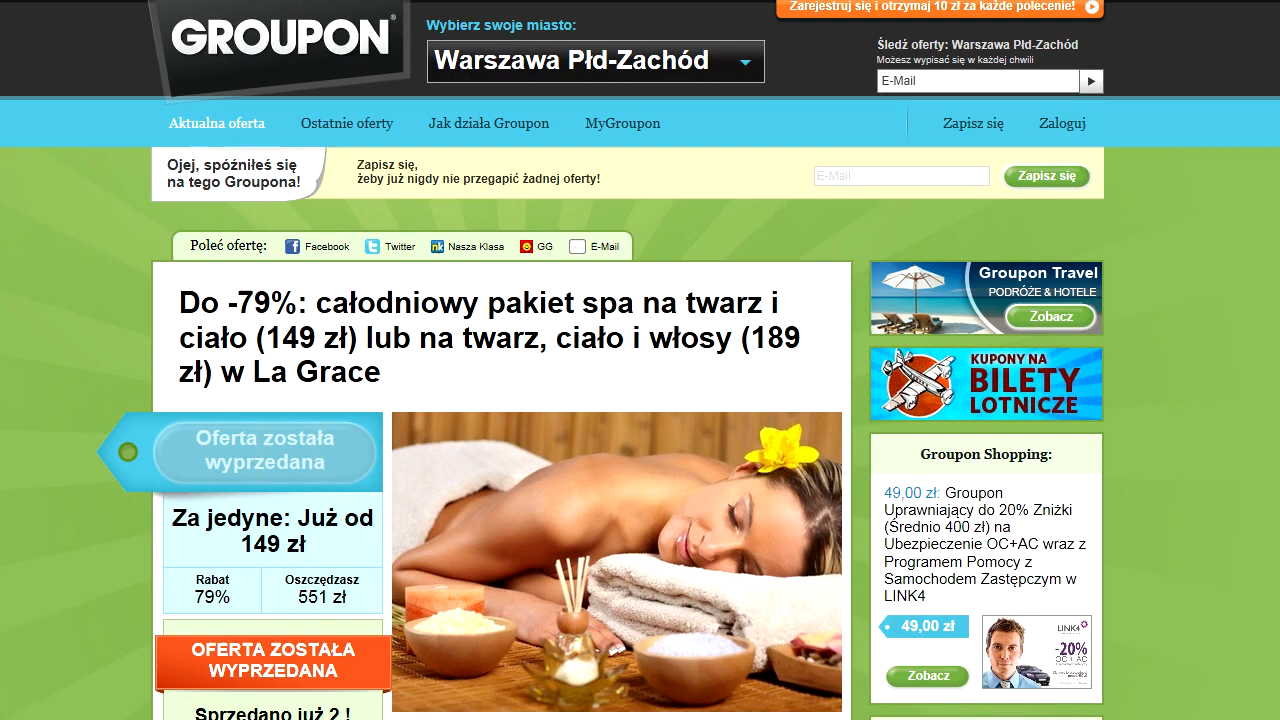 Zarejestruj się i otrzymaj 10 zł za każde polecenie!
GROUPON®
Wybierz swoje miasto:
Warszawa Płd-Zachód
Śledź oferty: Warszawa Płd-Zachód
Możesz wypisać się w każdej chwili
E-Mail
Aktualna oferta
Ostatnie oferty
Jak działa Groupon
MyGroupon
Zapisz się
Zaloguj
Ojej, spóźniłeś się
na tego Groupona!
Zapisz się,
żeby już nigdy nie przegapić żadnej oferty!
E-Mail
Zapisz się
Poleć ofertę:
Facebook
Twitter
nk Nasza Klasa
GG
E-Mail
Do -79%: całodniowy pakiet spa na twarz i
ciało (149 zł) lub na twarz, ciało i włosy (189
zł) w La Grace
Oferta została
wyprzedana
Za jedyne: Już od
149 zł
Rabat
79%
Oszczędzasz
551 zł
OFERTA ZOSTAŁA
WYPRZEDANA
Sprzedano już 2 !
Groupon Travel
PODRÓŻE & HOTELE
Zobacz
KUPONY NA
BILETY
LOTNICZE
Groupon Shopping:
49,00 zł: Groupon
Uprawniający do 20% Zniżki
(Średnio 400 zł) na
Ubezpieczenie OC+AC wraz z
Programem Pomocy z
Samochodem Zastępczym w
LINK4
49,00 zł
Zobacz
LINK4
-20%
OC + AC